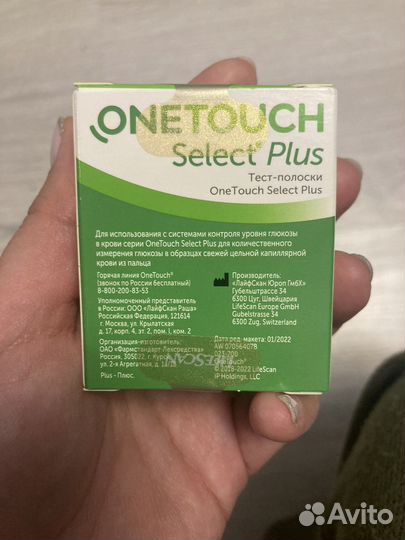 ONETOUCH
Select Plus
Тест-полоски
OneTouch Select Plus
Для использования с системами контроля уровня глюкозы
в крови серии OneTouch Select Plus для количественного
измерения глюкозы в образцах свежей цельной капиллярной
крови из пальца
Горячая линия OneTouch®
(звонок по России бесплатный)
8-800-200-83-53
Уполномоченный представитель
в России: ООО «ЛайфСкан Раша»
Российская Федерация, 121614
г. Москва, ул. Крылатская
д. 17, корп. 4, эт. 2, пом. I, ком. 2
Организация-изготовитель:
ОАО «Фармстандарт-Лексредства»
Россия, 305022, г. Курск
ул. 2-я Агрегатная, д. 1а/18
Plus - Плюс.
Производитель:
«ЛайфСкан Юроп ГмбХ»
Губельштрассе 34
6300 Цуг, Швейцария
LifeScan Europe GmbH
Gubelstrasse 34
6300 Zug, Switzerland
Дата ред. макета: 01/2022
AW
© 2018-2022 LifeScan
IP Holdings, LLC
LIFESCAN
Avito